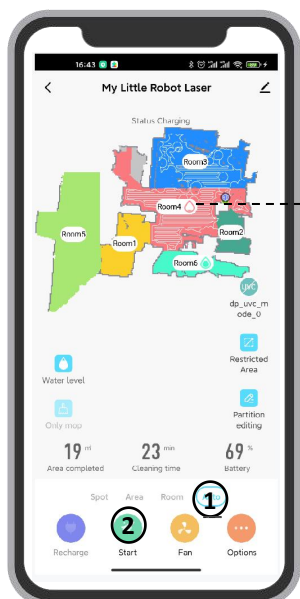 16:43
My Little Robot Laser
Status Charging
Room3
Room4
Room5
Room1
Room2
Room6
uvc
dp_uvc_m
ode_0
Water level
Restricted
Area
Only map
Partition
editing
19 ㎡ 23 min 69 %
Area completed Cleaning time Battery
Spot Area Room 1
2
Recharge Start Fan Options